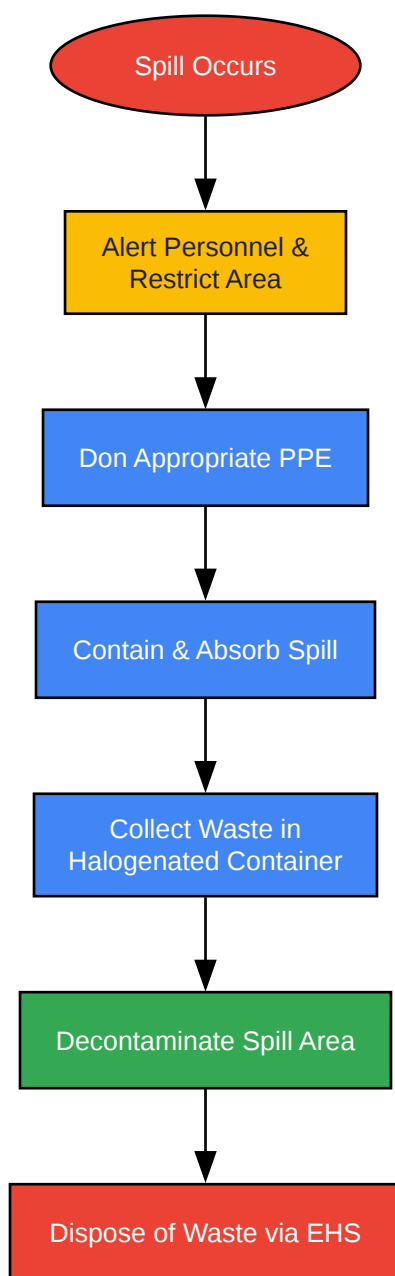 Spill Occurs
Alert Personnel &
Restrict Area
Don Appropriate PPE
Contain & Absorb Spill
Collect Waste in
Halogenated Container
Decontaminate Spill Area
Dispose of Waste via EHS